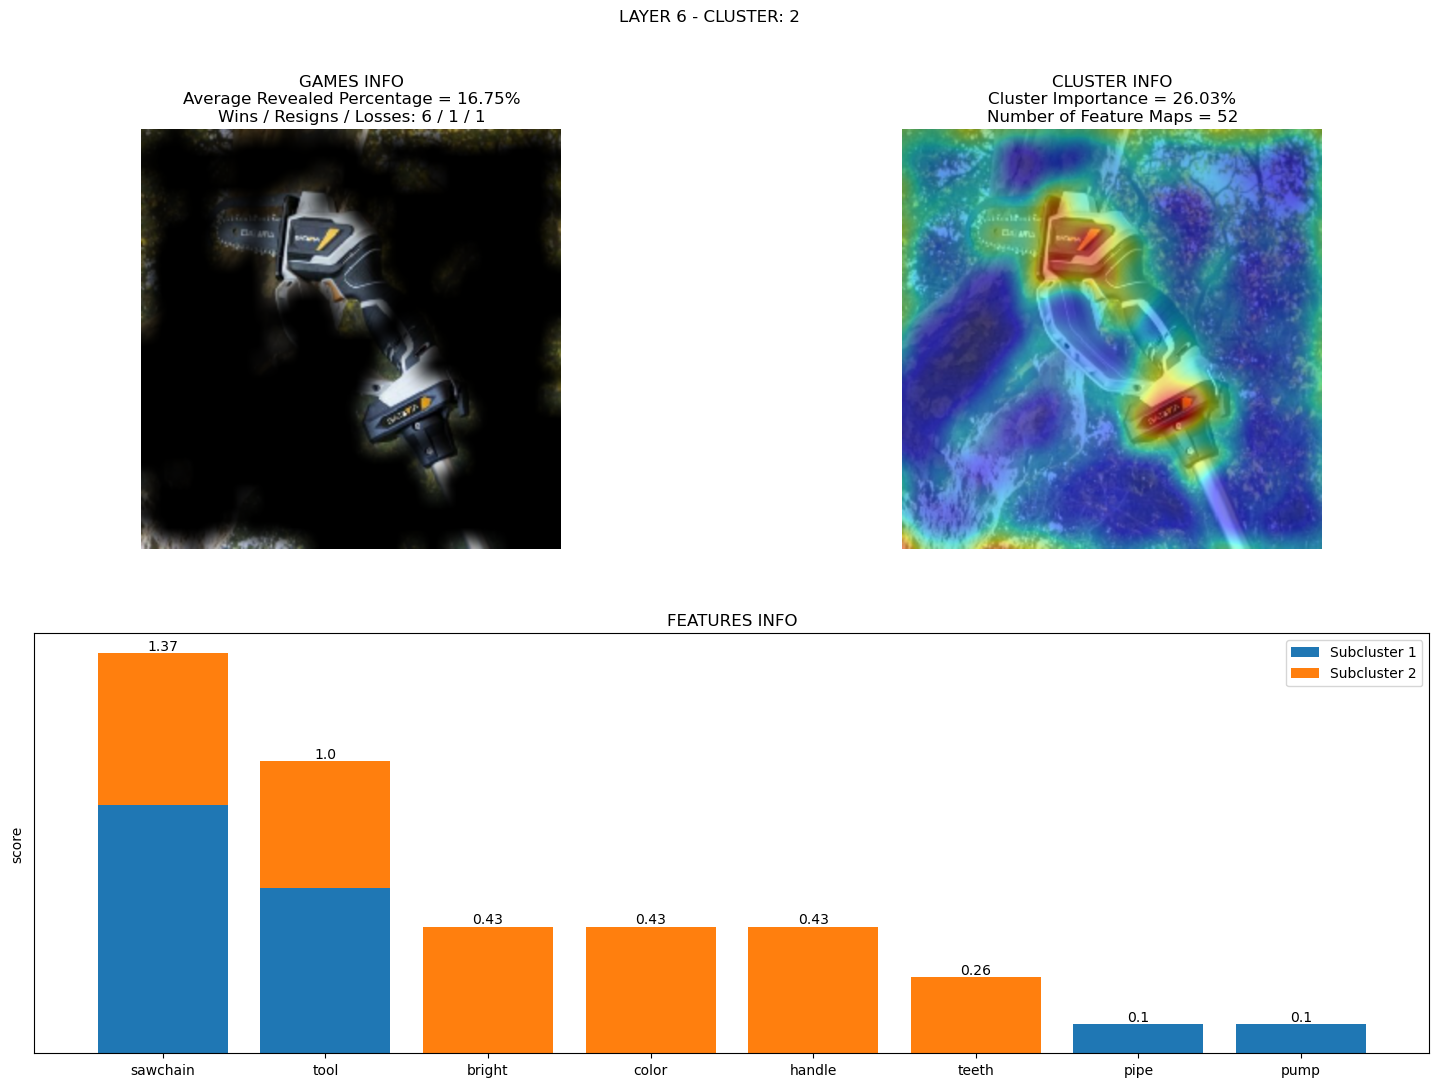 LAYER 6 - CLUSTER: 2
GAMES INFO
Average Revealed Percentage = 16.75%
Wins / Resigns / Losses: 6 / 1 / 1
CLUSTER INFO
Cluster Importance = 26.03%
Number of Feature Maps = 52
FEATURES INFO
Subcluster 1
Subcluster 2
score
1.37
1.0
0.43
0.43
0.43
0.26
0.1
0.1
sawchain
tool
bright
color
handle
teeth
pipe
pump